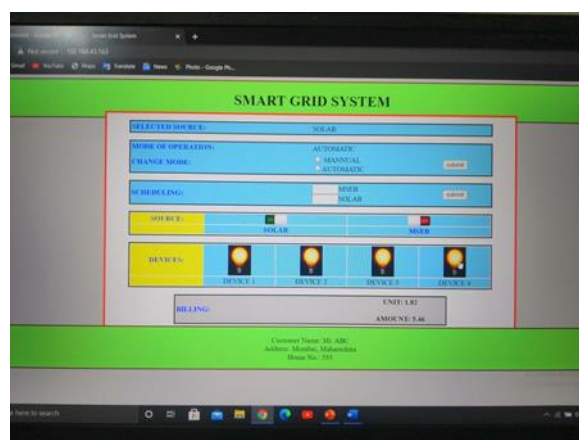 Smart Grid System
Not secure | 192.168.43.163
Gmail YouTube Maps Translate News Photo - Google Ph...
SMART GRID SYSTEM
SELECTED SOURCE: SOLAR
MODE OF OPERATION: AUTOMATIC
CHANGE MODE: MANNUAL submit
AUTOMATIC
SCHEDULING: MSEB submit
SOLAR
SOURCE:
SOLAR MSEB
DEVICES:
DEVICE 1 DEVICE 2 DEVICE 3 DEVICE 4
UNIT: 1.82
BILLING:
AMOUNT: 5.46
Customer Name: Mr. ABC
Address: Mumbai, Maharashtra
House No.: 555
here to search